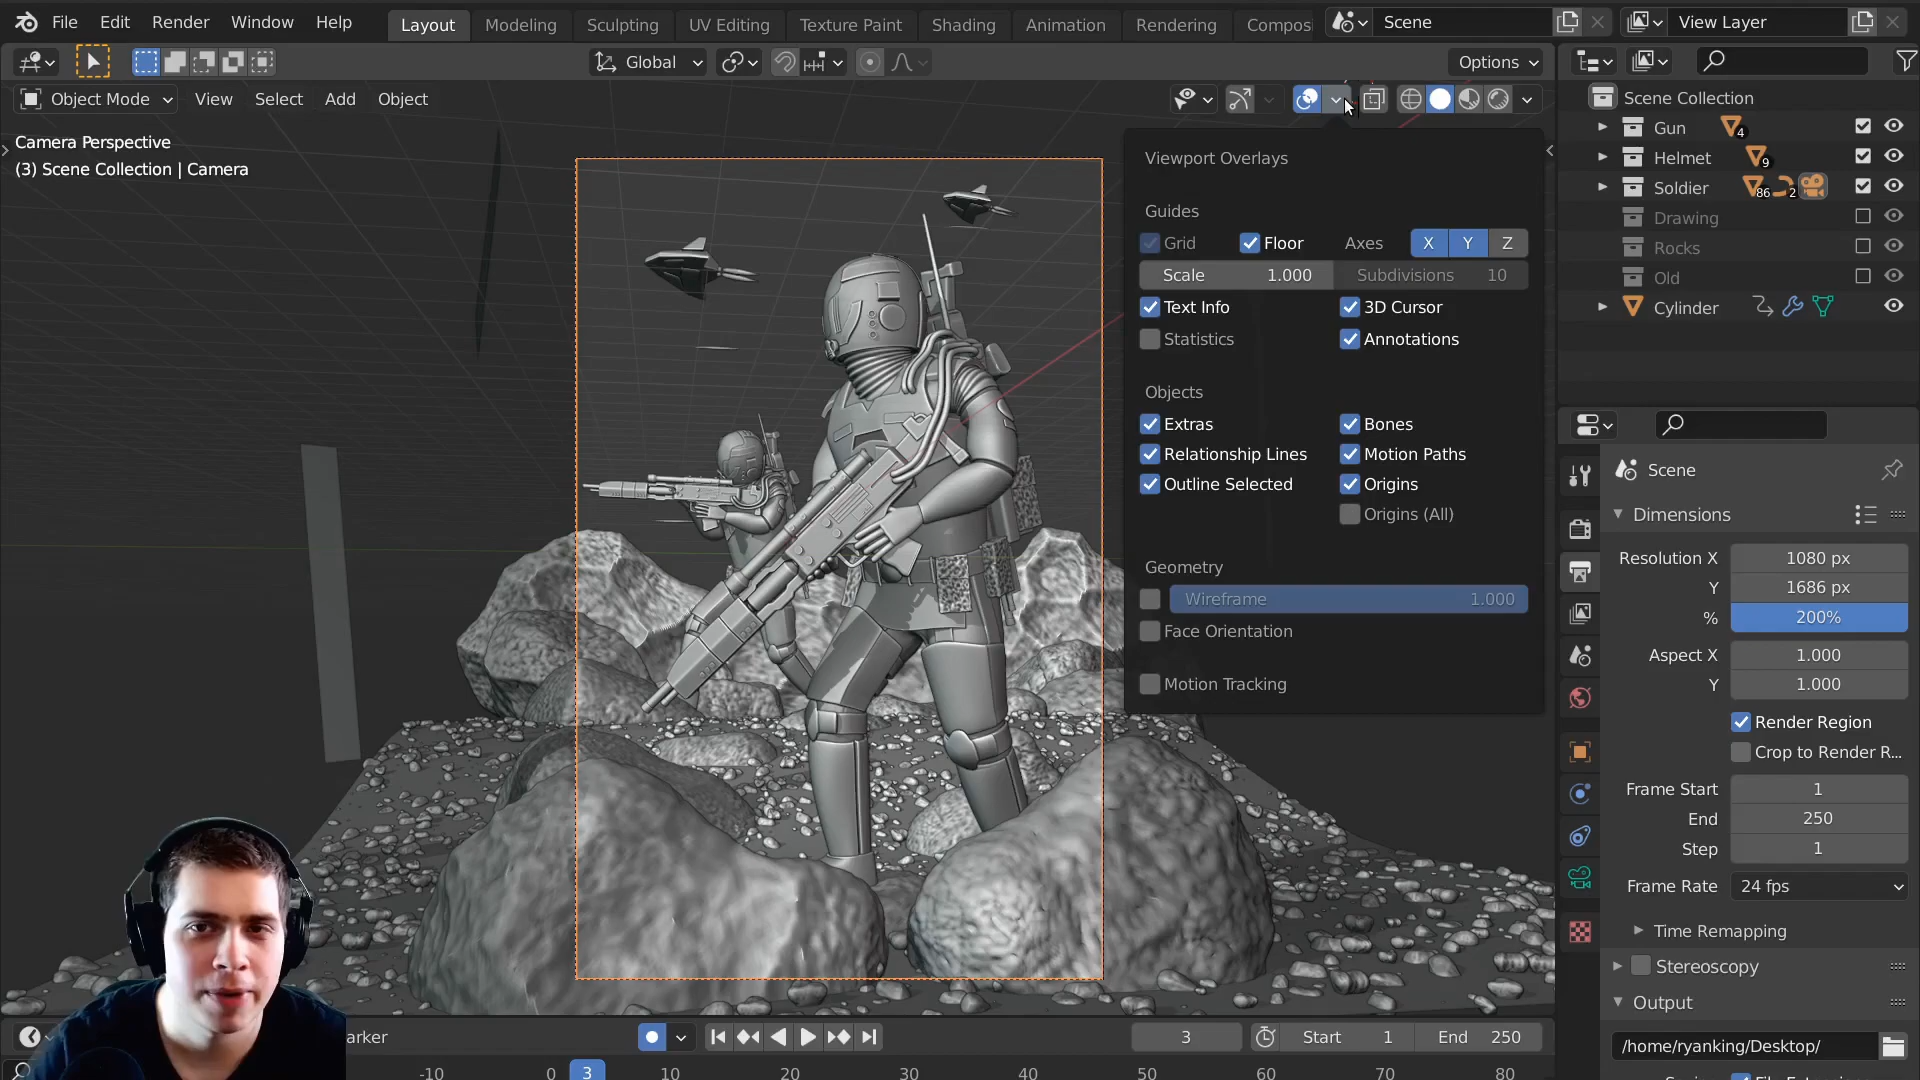 File Edit Render Window Help Layout Modeling Sculpting UV Editing Texture Paint Shading Animation Rendering Compos Scene View Layer
Global Options
Object Mode View Select Add Object
Camera Perspective
(3) Scene Collection | Camera
Viewport Overlays
Guides
Grid Floor Axes X Y Z
Scale 1.000 Subdivisions 10
Text Info 3D Cursor
Statistics Annotations
Objects
Extras Bones
Relationship Lines Motion Paths
Outline Selected Origins
Origins (All)
Geometry
Wireframe 1.000
Face Orientation
Motion Tracking
Scene Collection
Gun 4
Helmet 9
Soldier 86 2
Drawing
Rocks
Old
Cylinder
Scene
Dimensions
Resolution X 1080 px
Y 1686 px
% 200%
Aspect X 1.000
Y 1.000
Render Region
Crop to Render R...
Frame Start 1
End 250
Step 1
Frame Rate 24 fps
Time Remapping
Stereoscopy
Output
/home/ryanking/Desktop/
arker 3 Start 1 End 250
-10 0 3 10 20 30 40 50 60 70 80